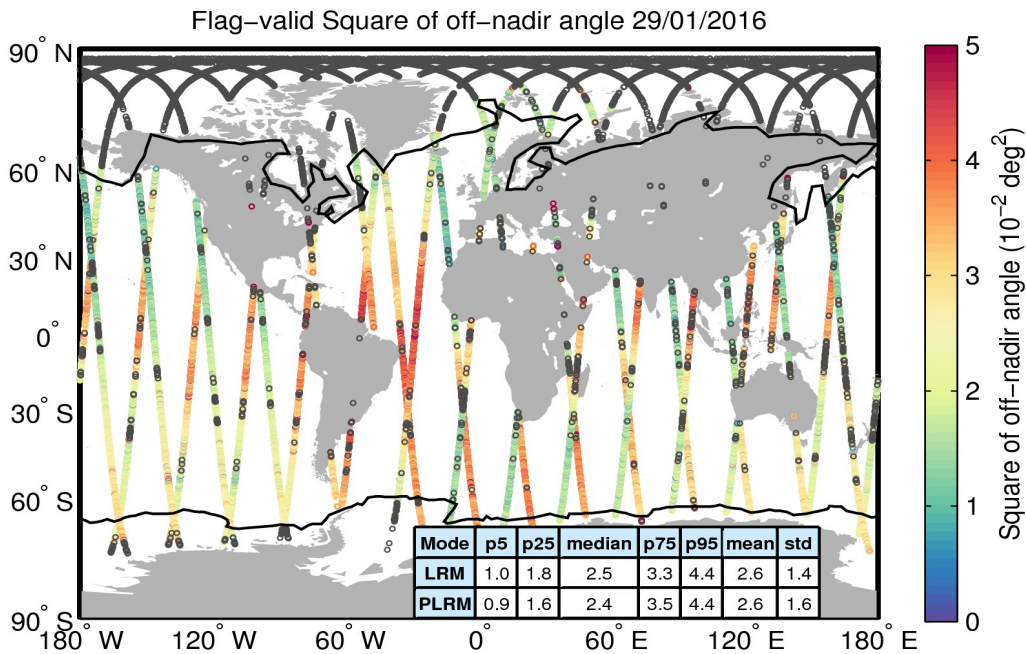 Flag−valid Square of off−nadir angle 29/01/2016
90° N
60° N
30° N
0°
30° S
60° S
90° S
180° W
120° W
60° W
0°
60° E
120° E
180° E
Mode p5 p25 median p75 p95 mean std
LRM 1.0 1.8 2.5 3.3 4.4 2.6 1.4
PLRM 0.9 1.6 2.4 3.5 4.4 2.6 1.6
5
4
3
2
1
0
Square of off−nadir angle (10⁻² deg²)